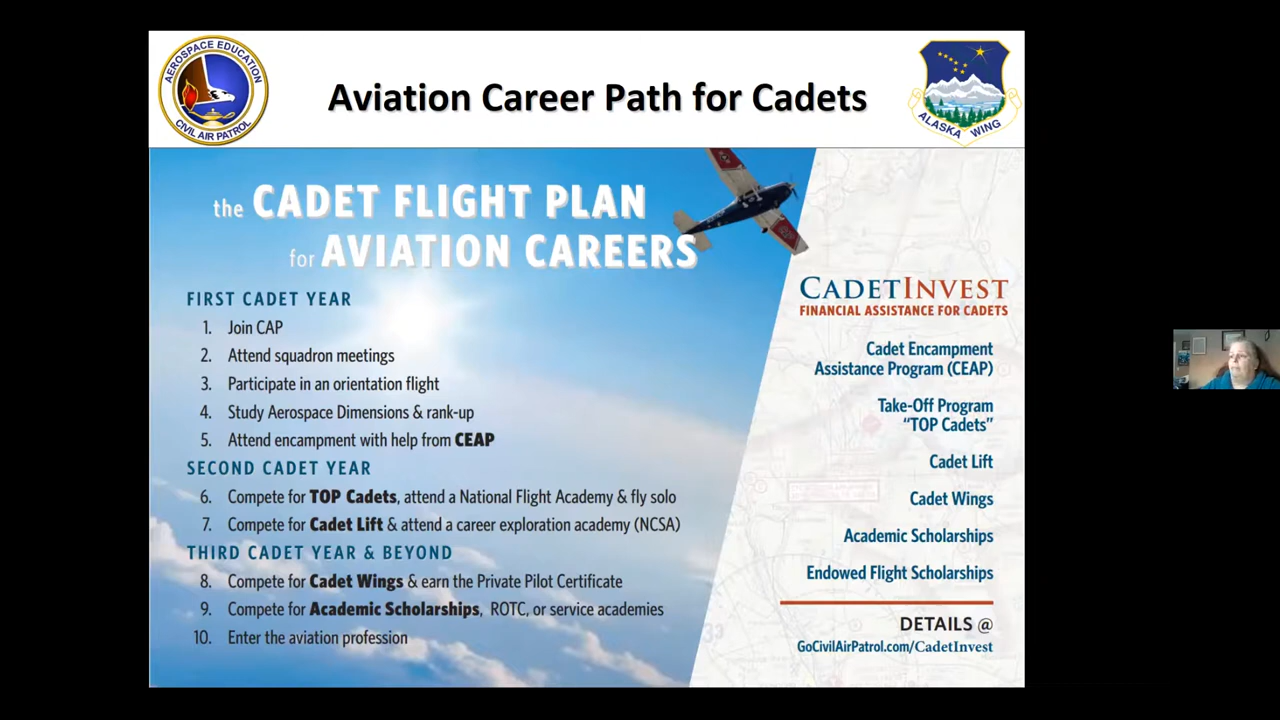 AEROSPACE EDUCATION
CIVIL AIR PATROL
Aviation Career Path for Cadets
ALASKA WING
the CADET FLIGHT PLAN
for AVIATION CAREERS
FIRST CADET YEAR
1. Join CAP
2. Attend squadron meetings
3. Participate in an orientation flight
4. Study Aerospace Dimensions & rank-up
5. Attend encampment with help from CEAP
SECOND CADET YEAR
6. Compete for TOP Cadets, attend a National Flight Academy & fly solo
7. Compete for Cadet Lift & attend a career exploration academy (NCSA)
THIRD CADET YEAR & BEYOND
8. Compete for Cadet Wings & earn the Private Pilot Certificate
9. Compete for Academic Scholarships, ROTC, or service academies
10. Enter the aviation profession
CADETINVEST
FINANCIAL ASSISTANCE FOR CADETS
Cadet Encampment
Assistance Program (CEAP)
Take-Off Program
“TOP Cadets”
Cadet Lift
Cadet Wings
Academic Scholarships
Endowed Flight Scholarships
DETAILS @
GoCivilAirPatrol.com/CadetInvest